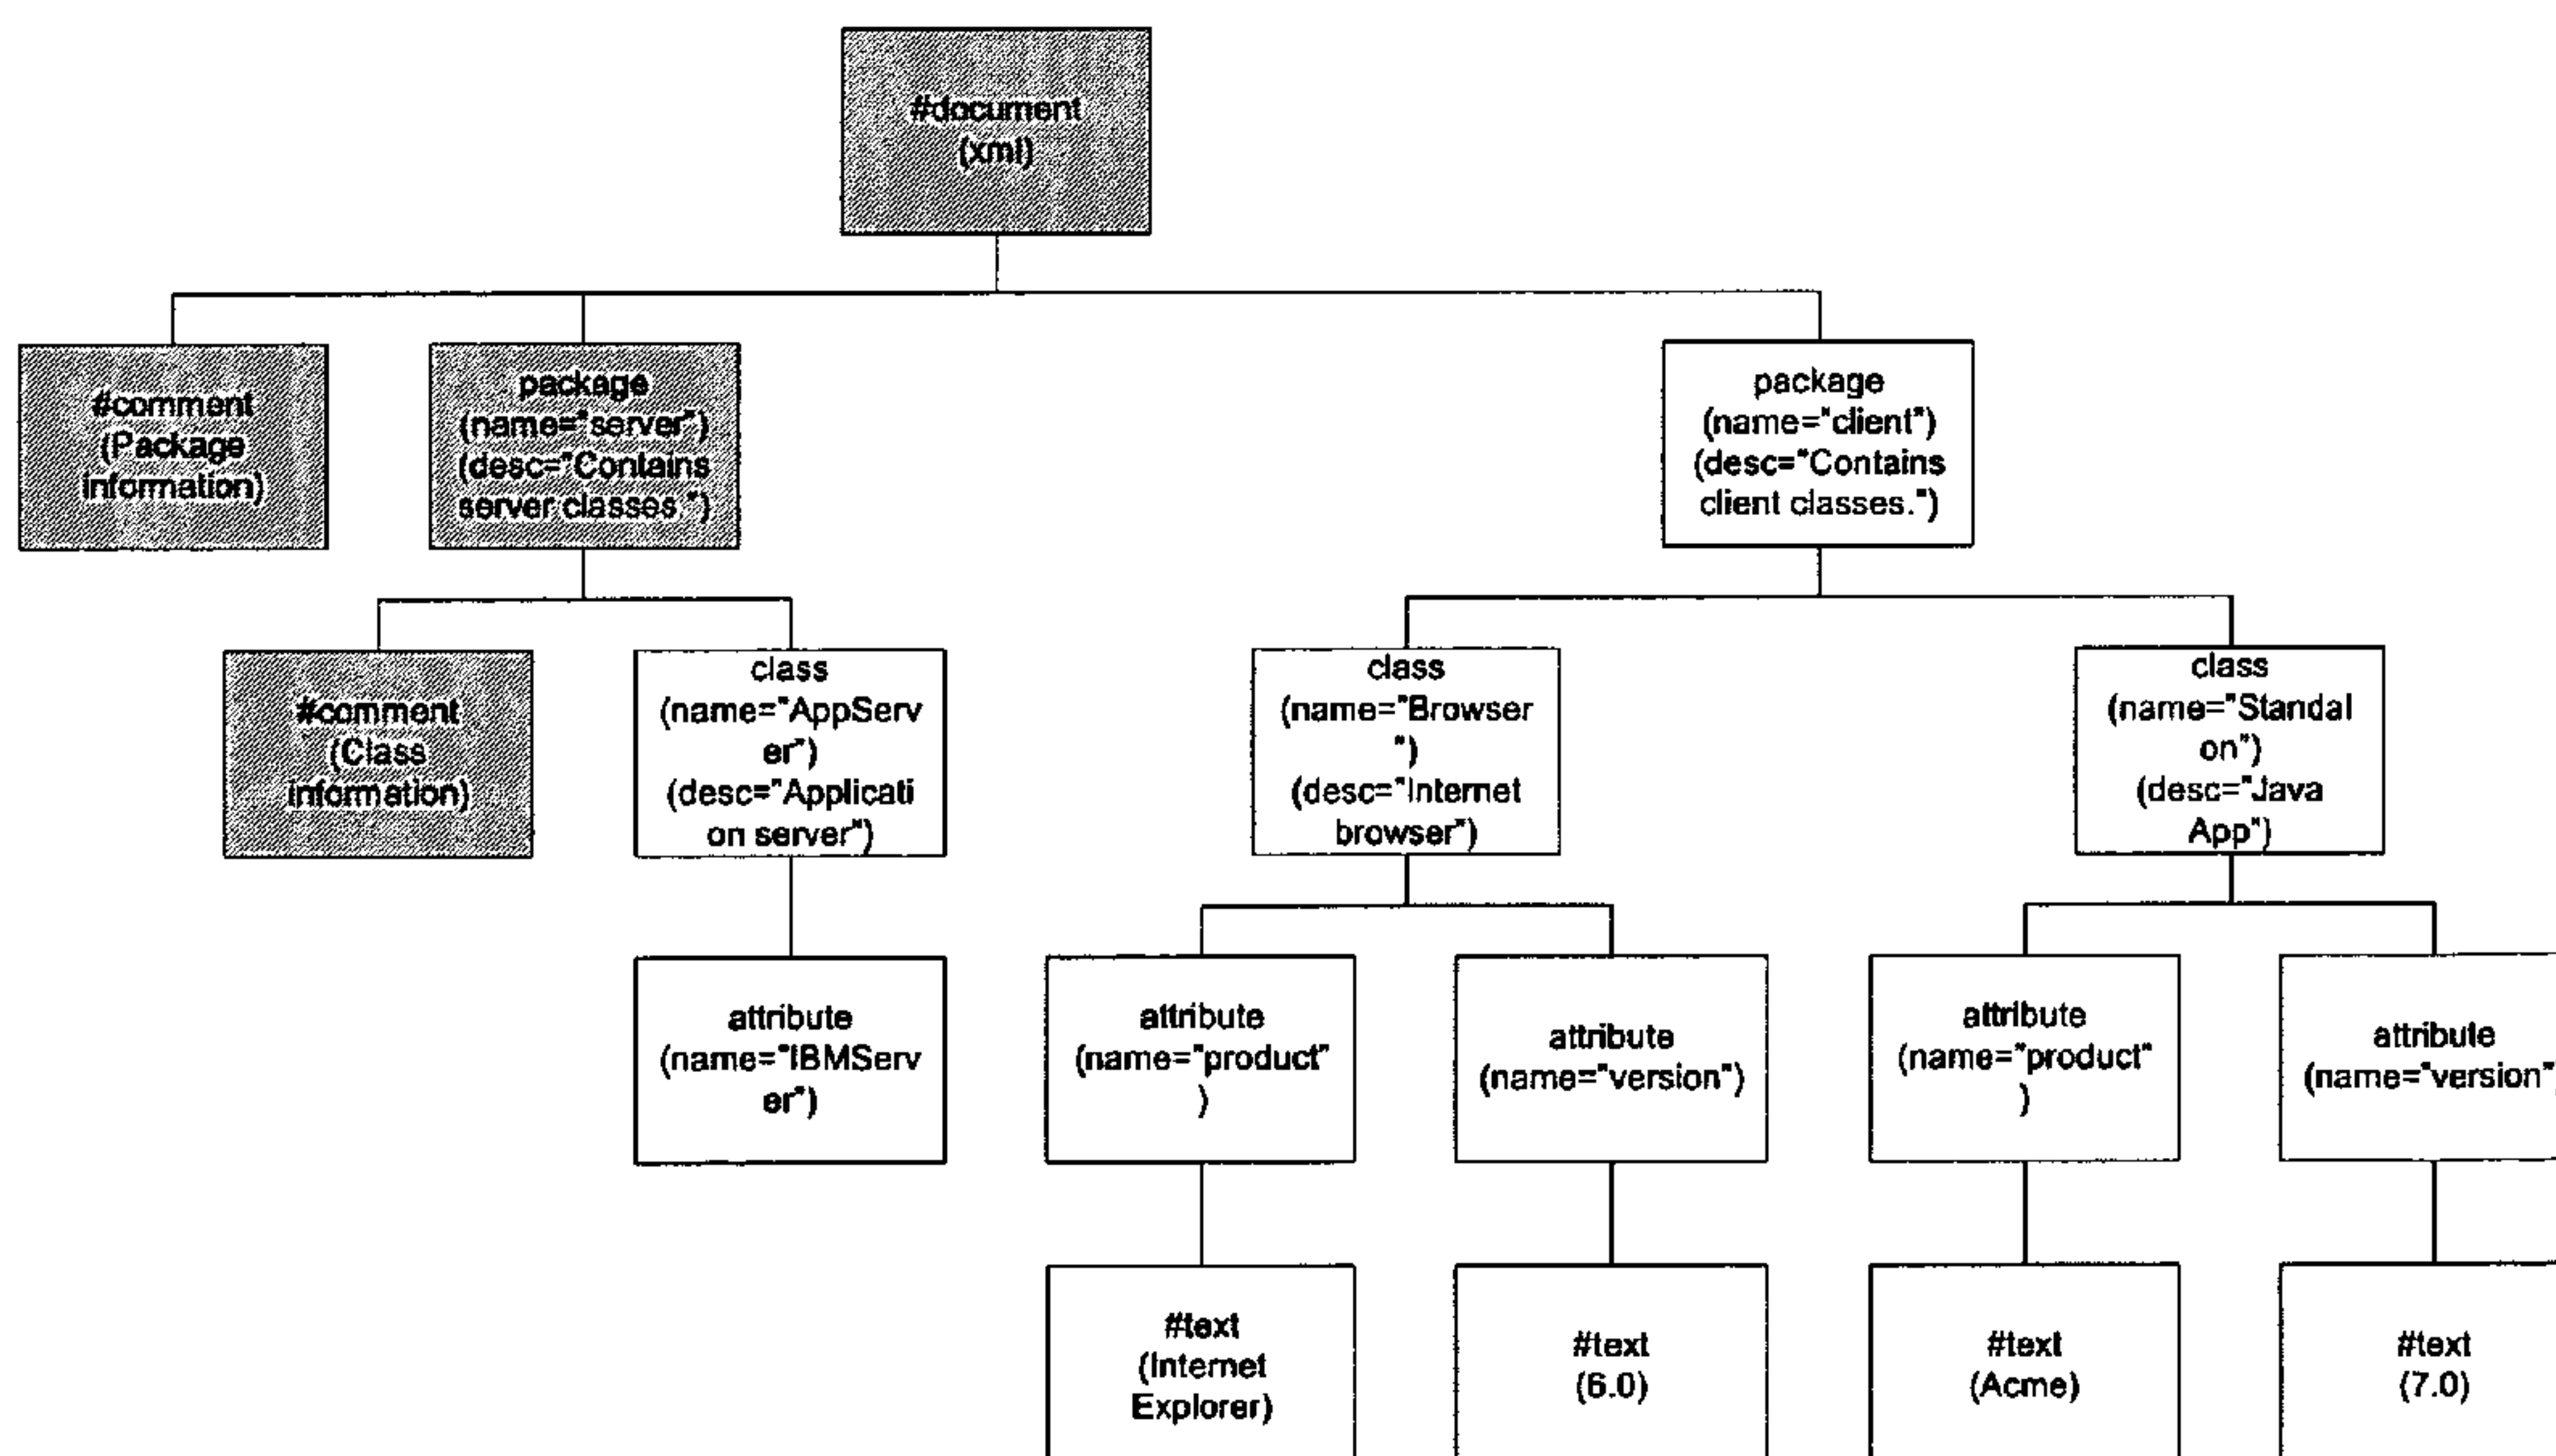 #document
(xml)
#comment
(Package
information)
package
(name="server")
(desc="Contains
server classes.")
package
(name="client")
(desc="Contains
client classes.")
#comment
(Class
information)
class
(name="AppServ
er")
(desc="Applicati
on server")
class
(name="Browser
")
(desc="Internet
browser")
class
(name="Standal
on")
(desc="Java
App")
attribute
(name="IBMServ
er")
attribute
(name="product"
)
attribute
(name="version")
attribute
(name="product"
)
attribute
(name="version")
#text
(Internet
Explorer)
#text
(6.0)
#text
(Acme)
#text
(7.0)